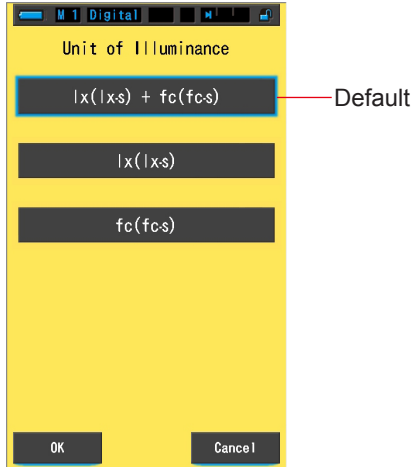 M 1 Digital
Unit of Illuminance
lx(lx·s) + fc(fc·s)
Default
lx(lx·s)
fc(fc·s)
OK
Cancel